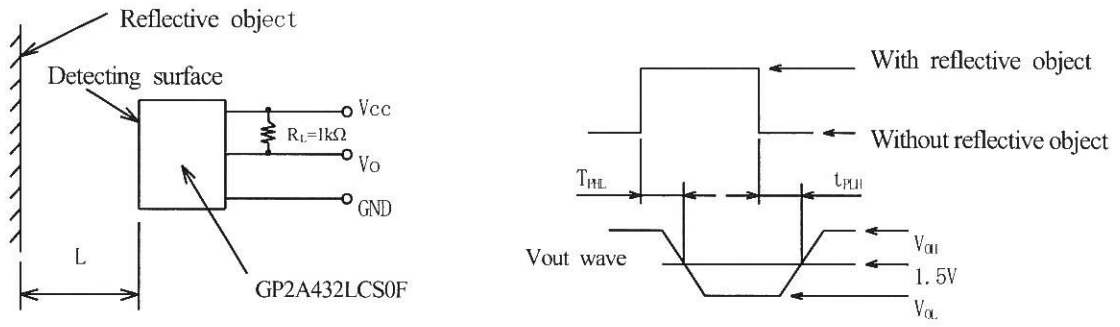 Reflective object
Detecting surface
Vcc
RL=1kΩ
VO
GND
L
GP2A432LCS0F
With reflective object
Without reflective object
TPHL
tPLH
Vout wave
VOH
1.5V
VOL